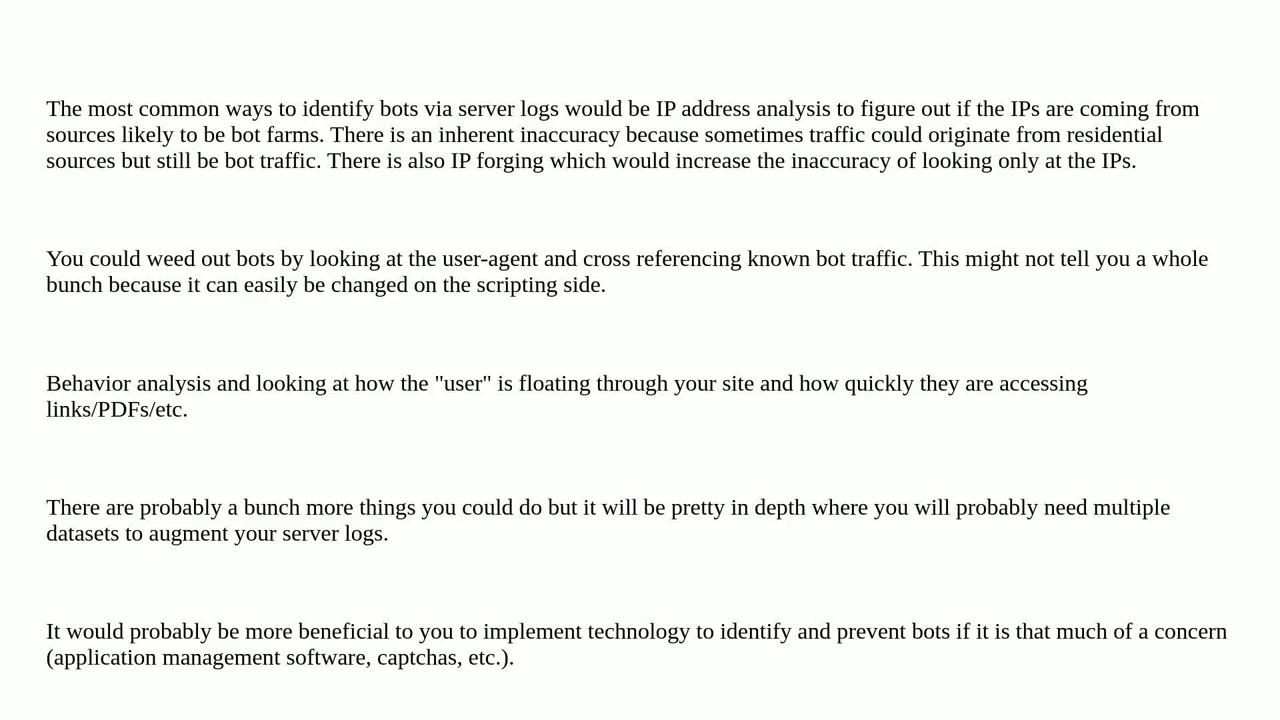 The most common ways to identify bots via server logs would be IP address analysis to figure out if the IPs are coming from
sources likely to be bot farms. There is an inherent inaccuracy because sometimes traffic could originate from residential
sources but still be bot traffic. There is also IP forging which would increase the inaccuracy of looking only at the IPs.
You could weed out bots by looking at the user-agent and cross referencing known bot traffic. This might not tell you a whole
bunch because it can easily be changed on the scripting side.
Behavior analysis and looking at how the "user" is floating through your site and how quickly they are accessing
links/PDFs/etc.
There are probably a bunch more things you could do but it will be pretty in depth where you will probably need multiple
datasets to augment your server logs.
It would probably be more beneficial to you to implement technology to identify and prevent bots if it is that much of a concern
(application management software, captchas, etc.).